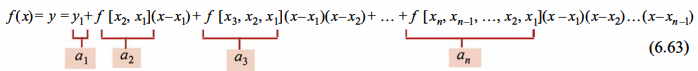 f(x)= y = y₁+ f [x₂, x₁](x–x₁)+ f [x₃, x₂, x₁](x–x₁)(x–x₂)+ … +f [xₙ, xₙ₋₁, …, x₂, x₁](x –x₁)(x–x₂)…(x–xₙ₋₁)
a₁ a₂ a₃ aₙ
(6.63)